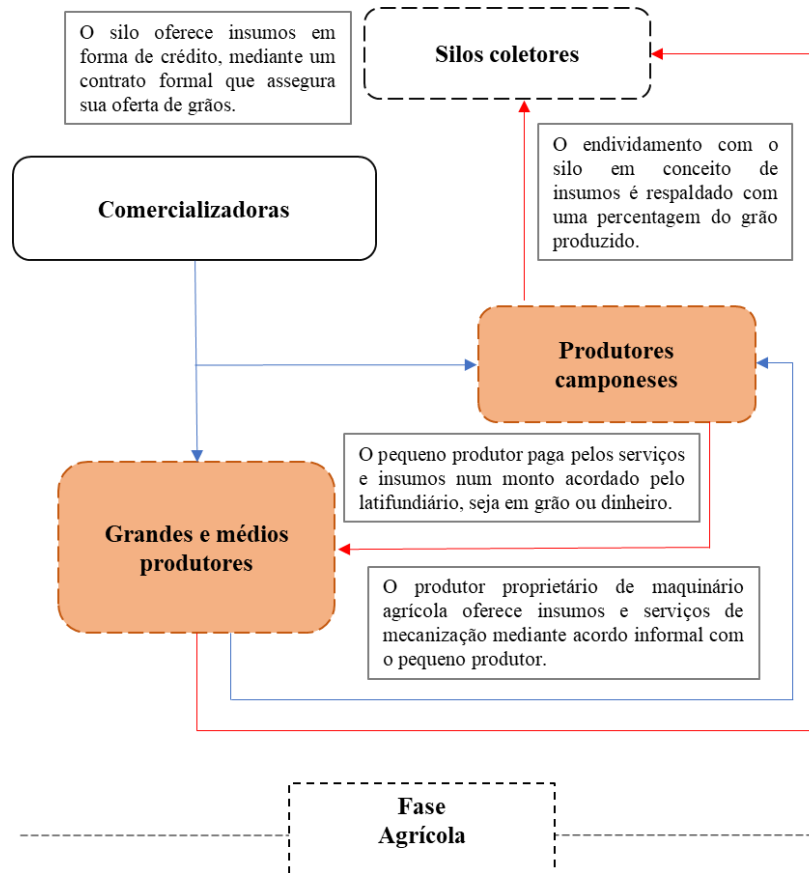 O silo oferece insumos em
forma de crédito, mediante um
contrato formal que assegura
sua oferta de grãos.
Silos coletores
O endividamento com o
silo em conceito de
insumos é respaldado com
uma percentagem do grão
produzido.
Comercializadoras
Produtores
camponeses
O pequeno produtor paga pelos serviços
e insumos num monto acordado pelo
latifundiário, seja em grão ou dinheiro.
Grandes e médios
produtores
O produtor proprietário de maquinário
agrícola oferece insumos e serviços de
mecanização mediante acordo informal com
o pequeno produtor.
Fase
Agrícola